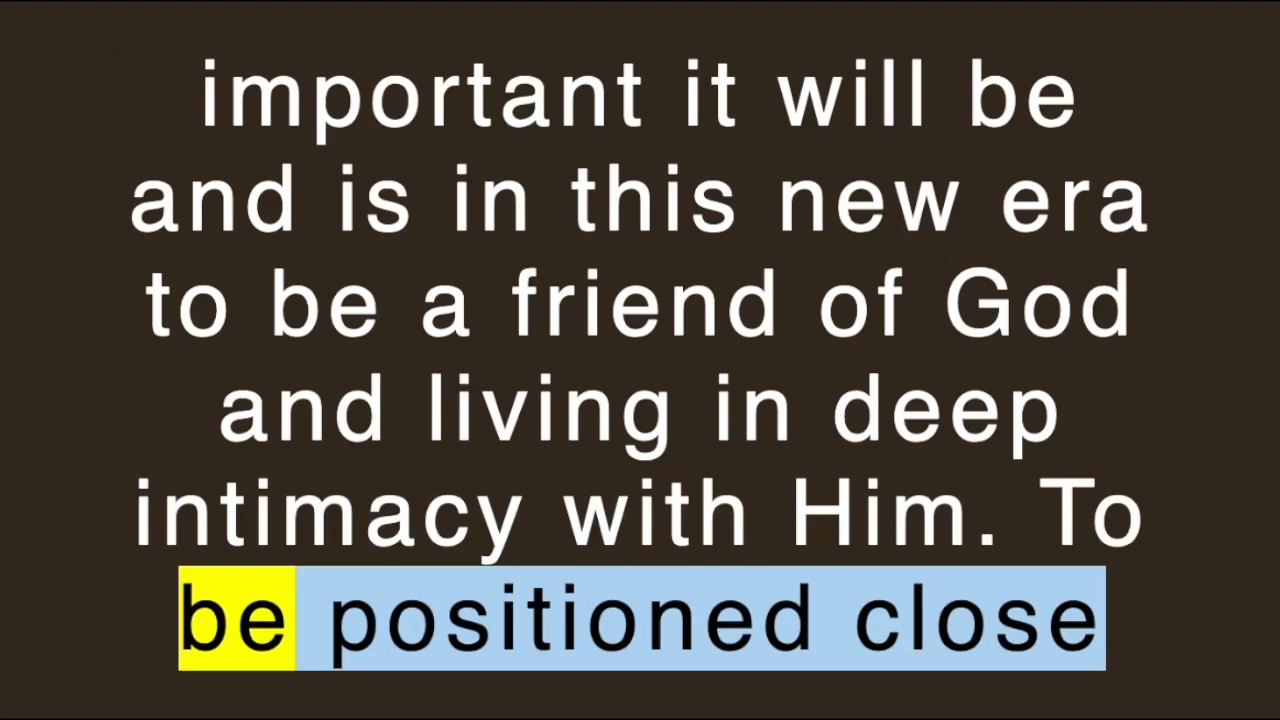 important it will be
and is in this new era
to be a friend of God
and living in deep
intimacy with Him. To
be positioned close